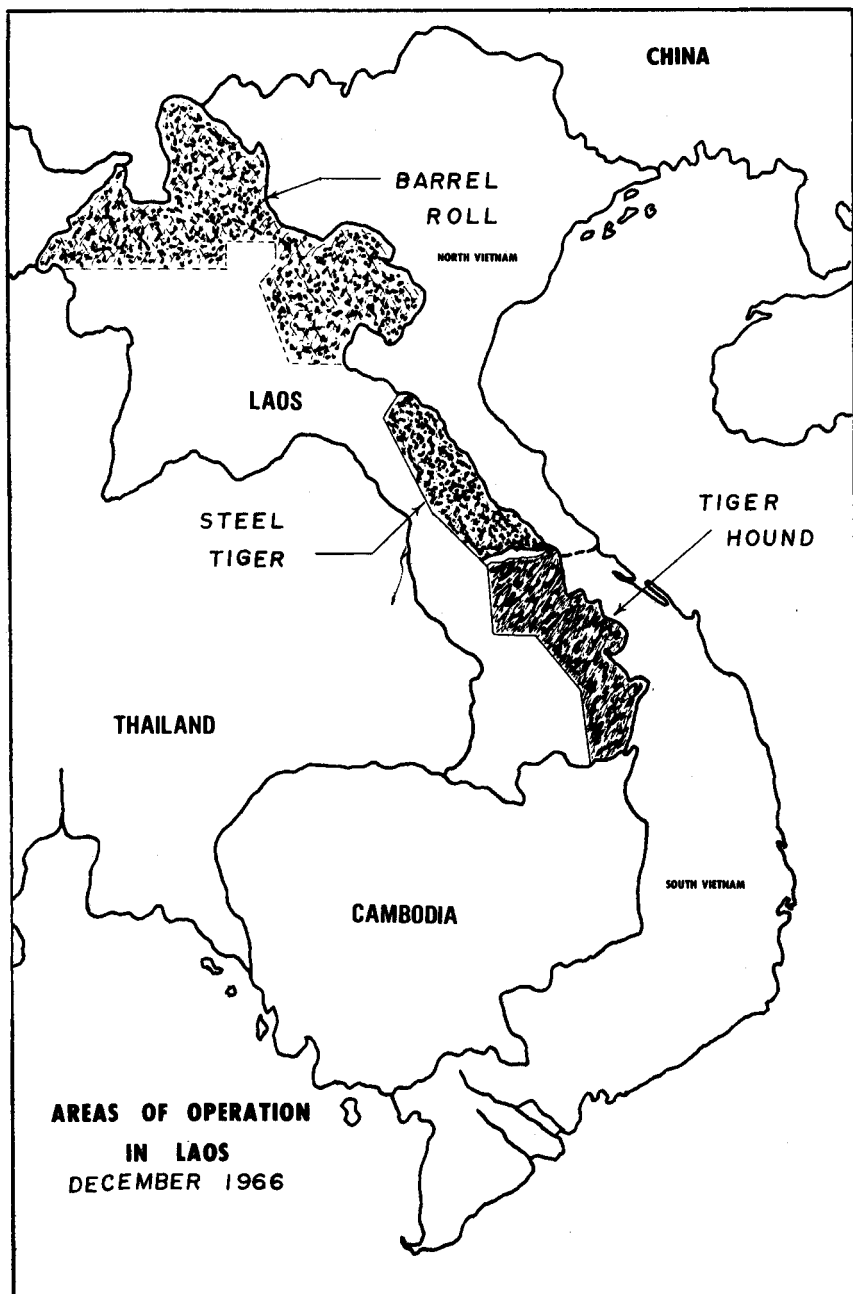 CHINA
BARREL
ROLL
NORTH VIETNAM
LAOS
STEEL
TIGER
TIGER
HOUND
THAILAND
SOUTH VIETNAM
CAMBODIA
AREAS OF OPERATION
IN LAOS
DECEMBER 1966